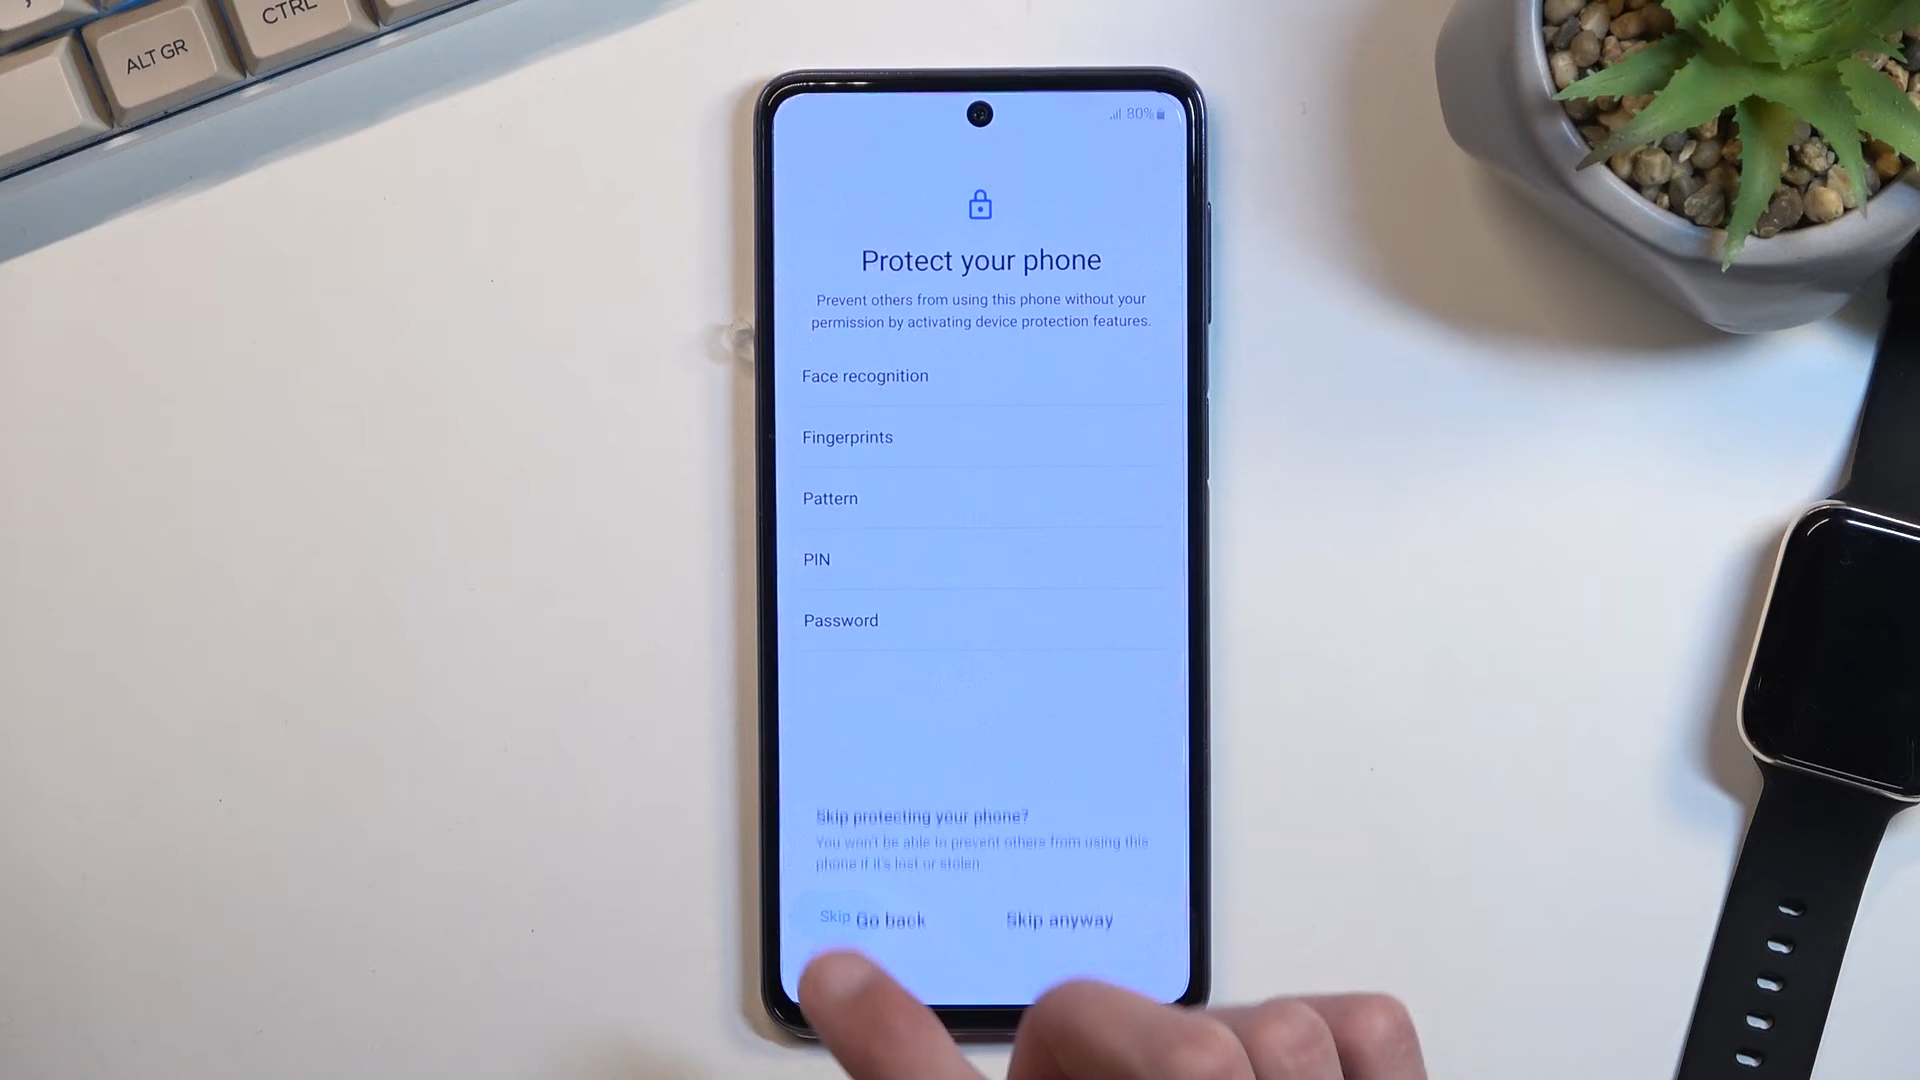 ALT GR
CTRL
80%
Protect your phone
Prevent others from using this phone without your
permission by activating device protection features.
Face recognition
Fingerprints
Pattern
PIN
Password
Skip protecting your phone?
You won't be able to prevent others from using this
phone if it's lost or stolen.
Skip
Go back
Skip anyway